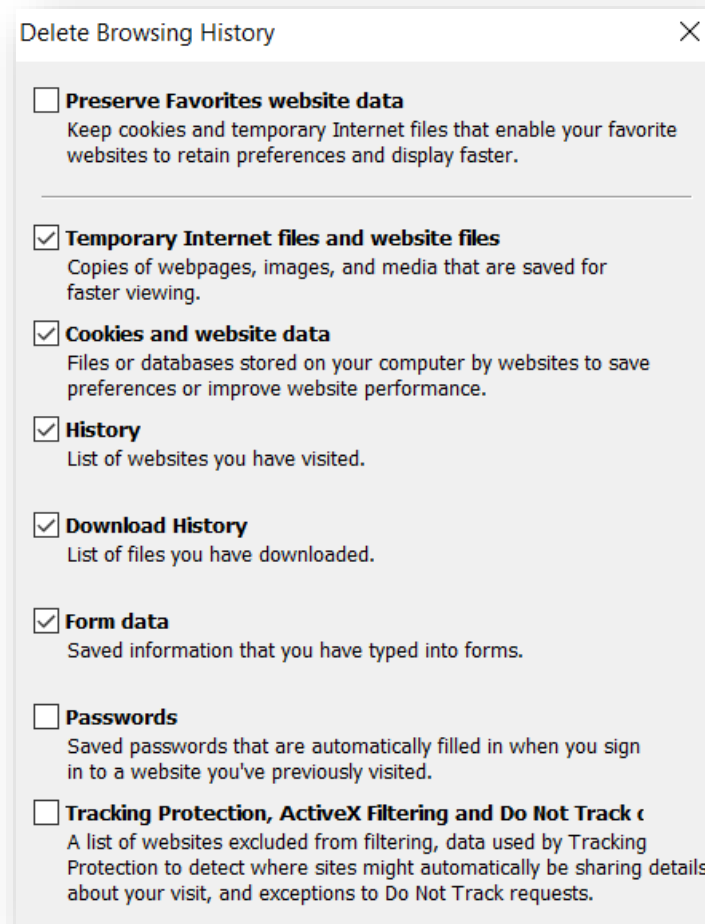 Delete Browsing History
Preserve Favorites website data
Keep cookies and temporary Internet files that enable your favorite
websites to retain preferences and display faster.
Temporary Internet files and website files
Copies of webpages, images, and media that are saved for
faster viewing.
Cookies and website data
Files or databases stored on your computer by websites to save
preferences or improve website performance.
History
List of websites you have visited.
Download History
List of files you have downloaded.
Form data
Saved information that you have typed into forms.
Passwords
Saved passwords that are automatically filled in when you sign
in to a website you've previously visited.
Tracking Protection, ActiveX Filtering and Do Not Track
A list of websites excluded from filtering, data used by Tracking
Protection to detect where sites might automatically be sharing details
about your visit, and exceptions to Do Not Track requests.